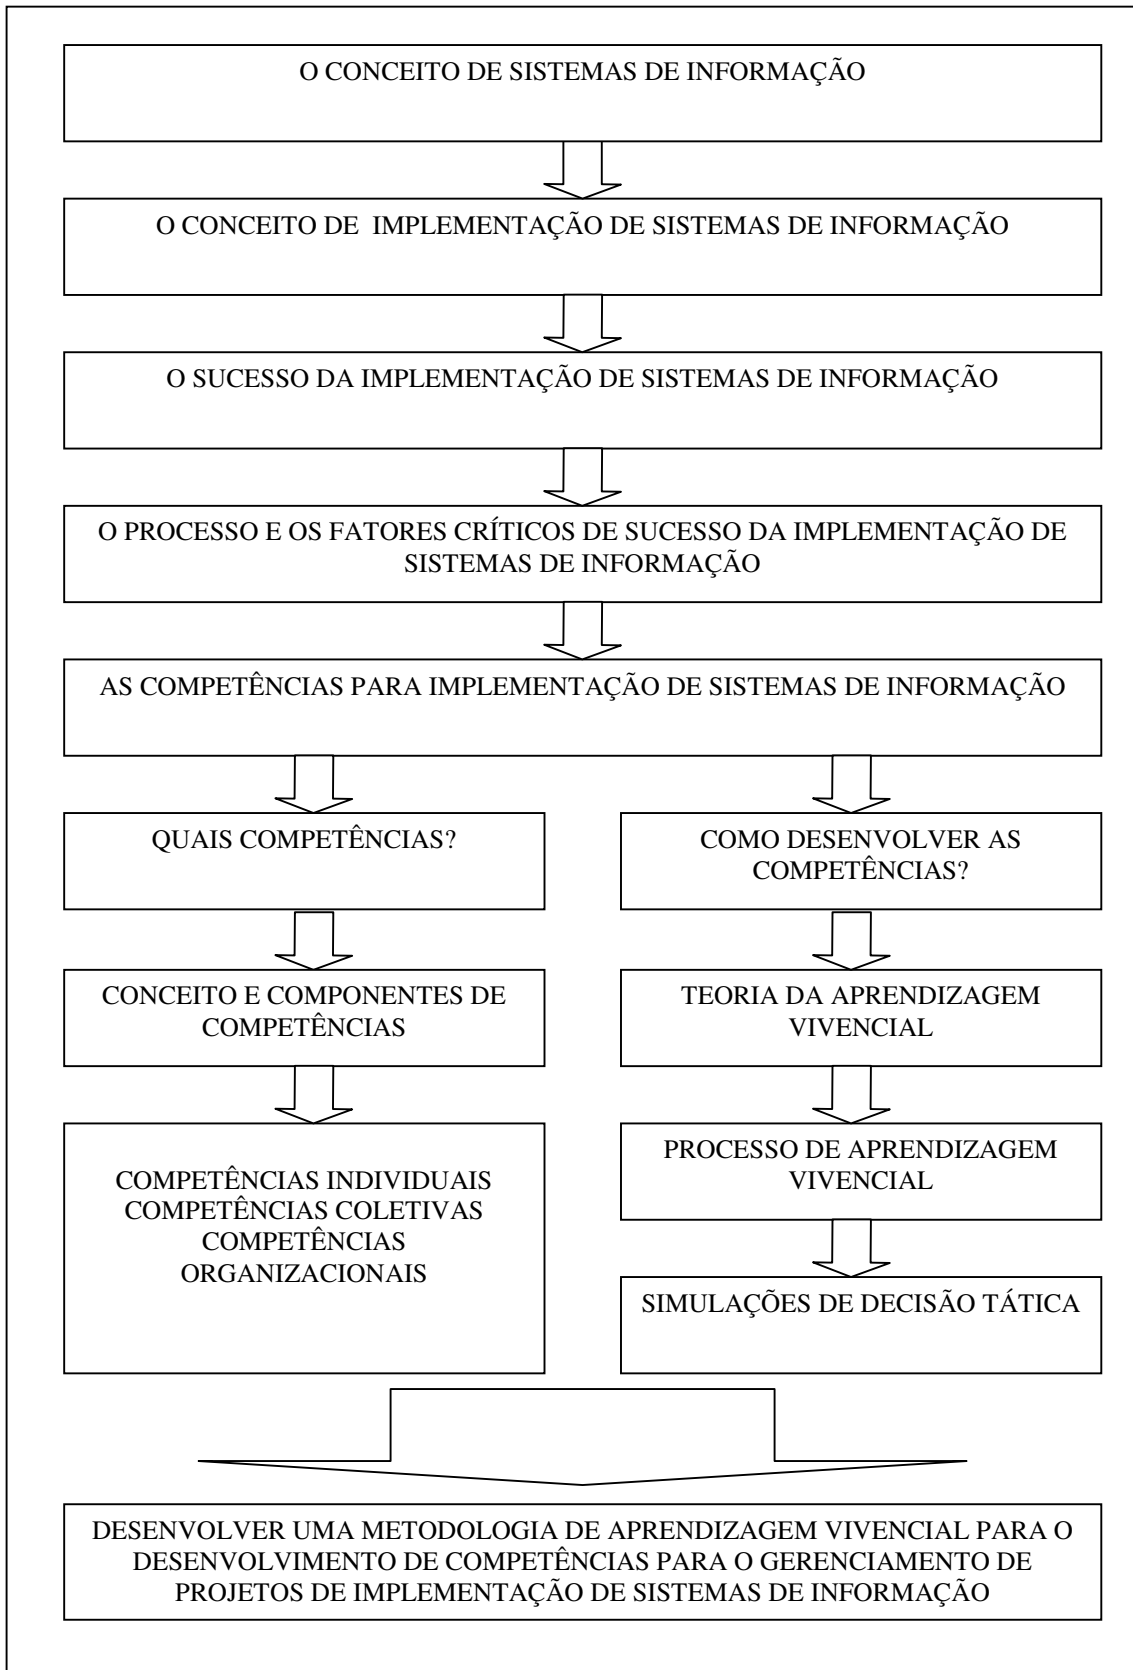 O CONCEITO DE SISTEMAS DE INFORMAÇÃO
O CONCEITO DE IMPLEMENTAÇÃO DE SISTEMAS DE INFORMAÇÃO
O SUCESSO DA IMPLEMENTAÇÃO DE SISTEMAS DE INFORMAÇÃO
O PROCESSO E OS FATORES CRÍTICOS DE SUCESSO DA IMPLEMENTAÇÃO DE
SISTEMAS DE INFORMAÇÃO
AS COMPETÊNCIAS PARA IMPLEMENTAÇÃO DE SISTEMAS DE INFORMAÇÃO
QUAIS COMPETÊNCIAS?
CONCEITO E COMPONENTES DE
COMPETÊNCIAS
COMPETÊNCIAS INDIVIDUAIS
COMPETÊNCIAS COLETIVAS
COMPETÊNCIAS
ORGANIZACIONAIS
COMO DESENVOLVER AS
COMPETÊNCIAS?
TEORIA DA APRENDIZAGEM
VIVENCIAL
PROCESSO DE APRENDIZAGEM
VIVENCIAL
SIMULAÇÕES DE DECISÃO TÁTICA
DESENVOLVER UMA METODOLOGIA DE APRENDIZAGEM VIVENCIAL PARA O
DESENVOLVIMENTO DE COMPETÊNCIAS PARA O GERENCIAMENTO DE
PROJETOS DE IMPLEMENTAÇÃO DE SISTEMAS DE INFORMAÇÃO